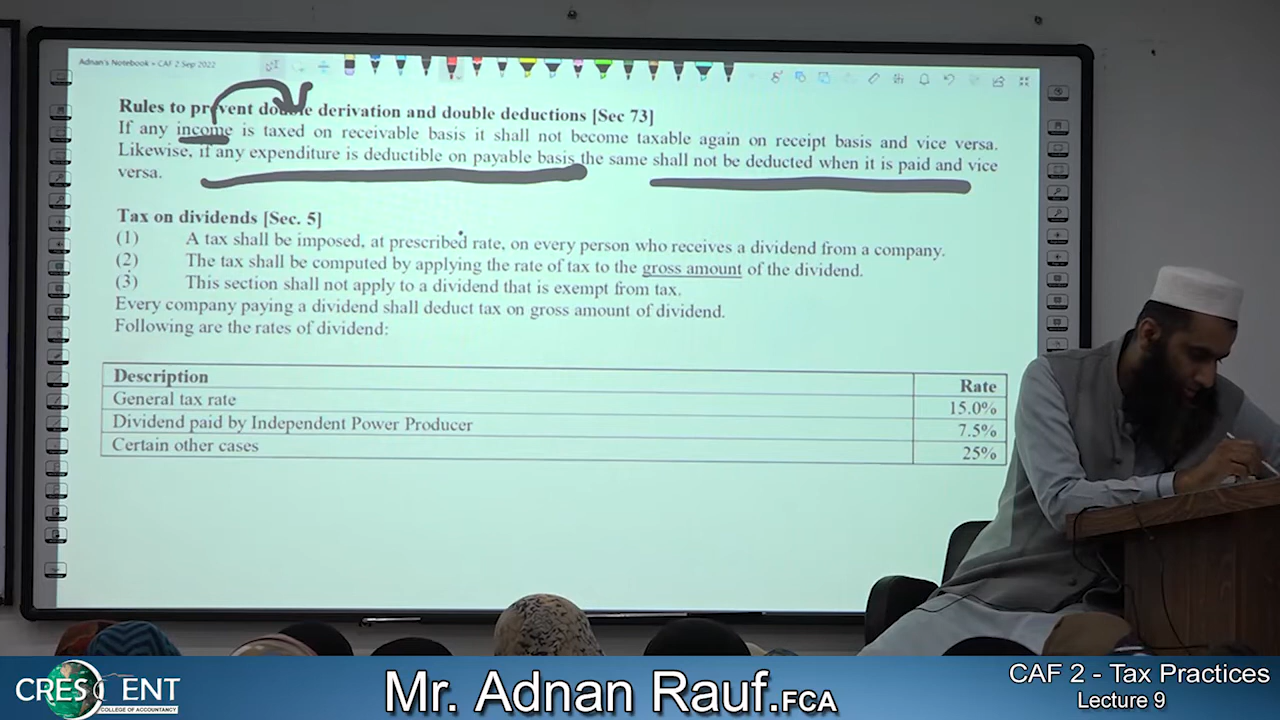 Adnan's Notebook » CAF 2 Sep 2022
Rules to prevent double derivation and double deductions [Sec 73]
If any income is taxed on receivable basis it shall not become taxable again on receipt basis and vice versa.
Likewise, if any expenditure is deductible on payable basis the same shall not be deducted when it is paid and vice
versa.
Tax on dividends [Sec. 5]
(1) A tax shall be imposed, at prescribed rate, on every person who receives a dividend from a company.
(2) The tax shall be computed by applying the rate of tax to the gross amount of the dividend.
(3) This section shall not apply to a dividend that is exempt from tax.
Every company paying a dividend shall deduct tax on gross amount of dividend.
Following are the rates of dividend:
Description Rate
General tax rate 15.0%
Dividend paid by Independent Power Producer 7.5%
Certain other cases 25%
CRESCENT
COLLEGE OF ACCOUNTANCY
Mr. Adnan Rauf.FCA
CAF 2 - Tax Practices
Lecture 9